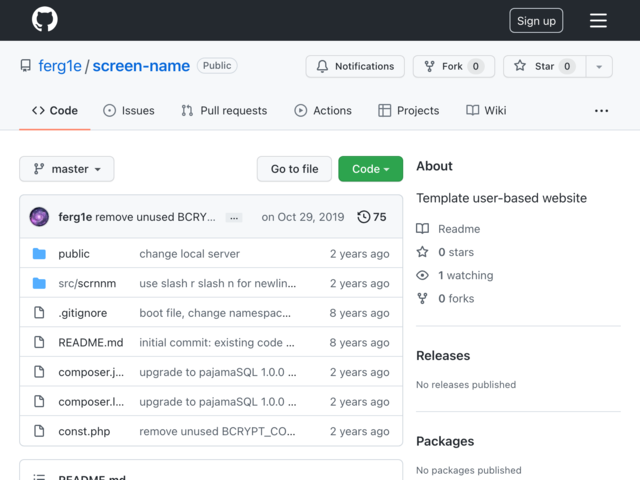 Sign up
ferg1e / screen-name Public
Notifications Fork 0 Star 0
Code Issues Pull requests Actions Projects Wiki ...
master Go to file Code
ferg1e remove unused BCRY... ... on Oct 29, 2019 75
public change local server 2 years ago
src/scrnnm use slash r slash n for newlin... 2 years ago
.gitignore boot file, change namespac... 8 years ago
README.md initial commit: existing code ... 8 years ago
composer.j... upgrade to pajamaSQL 1.0.0 ... 2 years ago
composer.l... upgrade to pajamaSQL 1.0.0 ... 2 years ago
const.php remove unused BCRYPT_CO... 2 years ago
README.md
About
Template user-based website
Readme
0 stars
1 watching
0 forks
Releases
No releases published
Packages
No packages published